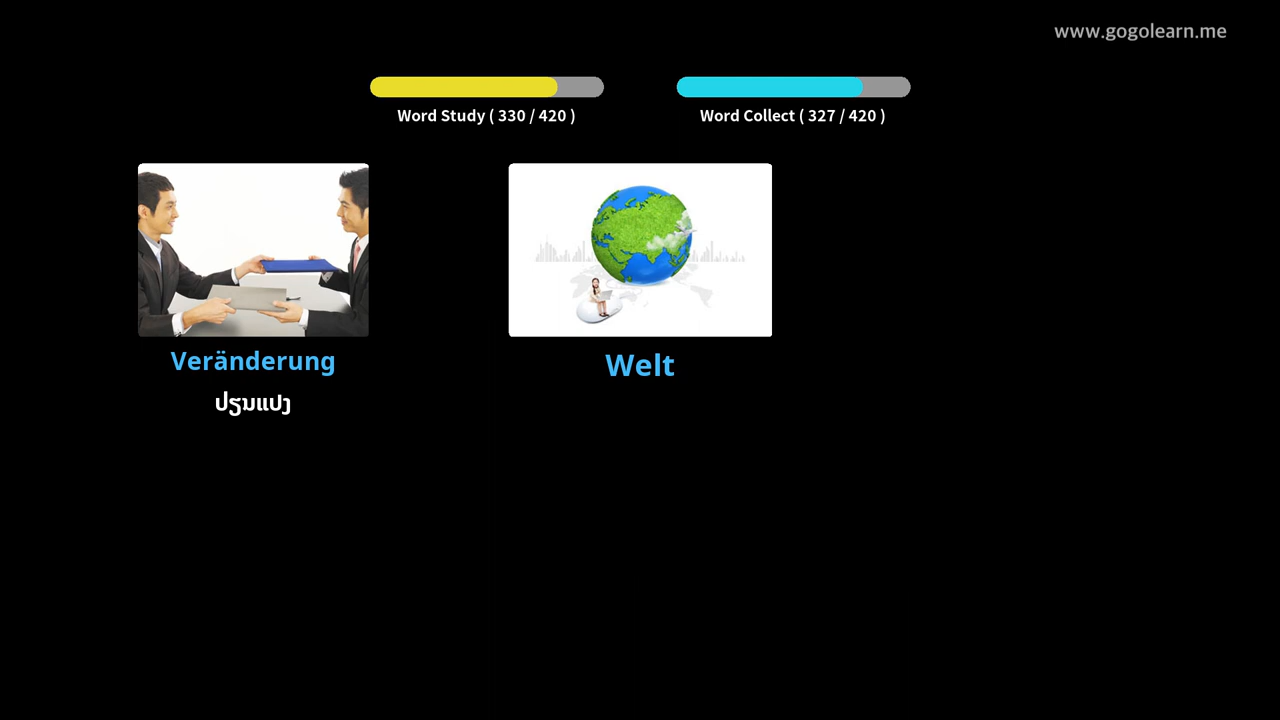 www.gogolearn.me
Word Study ( 330 / 420 )
Word Collect ( 327 / 420 )
Veränderung
ປ່ຽນແປງ
Welt